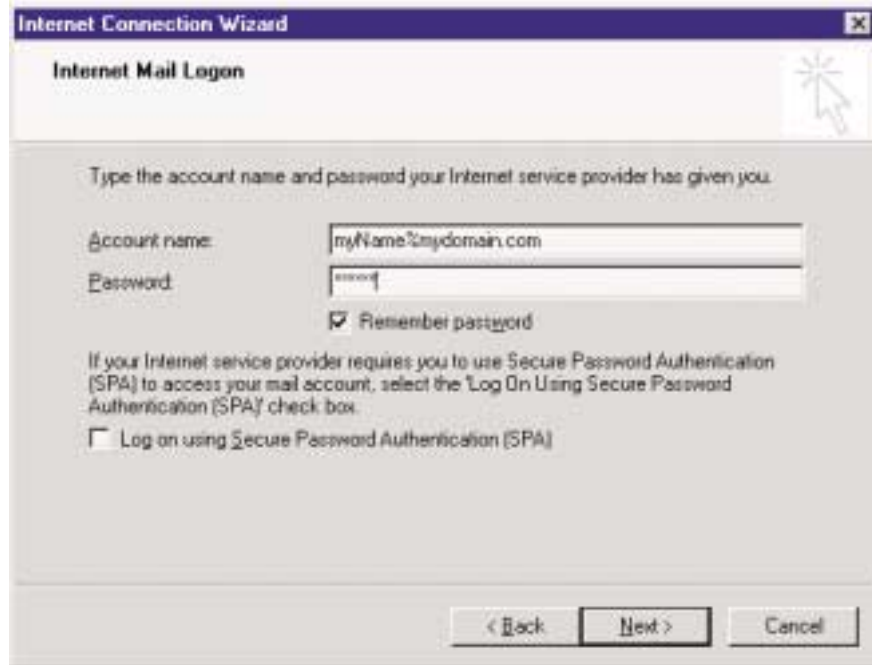 Internet Connection Wizard
Internet Mail Logon
Type the account name and password your Internet service provider has given you.
Account name: myName%mydomain.com
Password: ******
Remember password
If your Internet service provider requires you to use Secure Password Authentication
(SPA) to access your mail account, select the 'Log On Using Secure Password
Authentication (SPA)' check box.
Log on using Secure Password Authentication (SPA)
< Back Next > Cancel